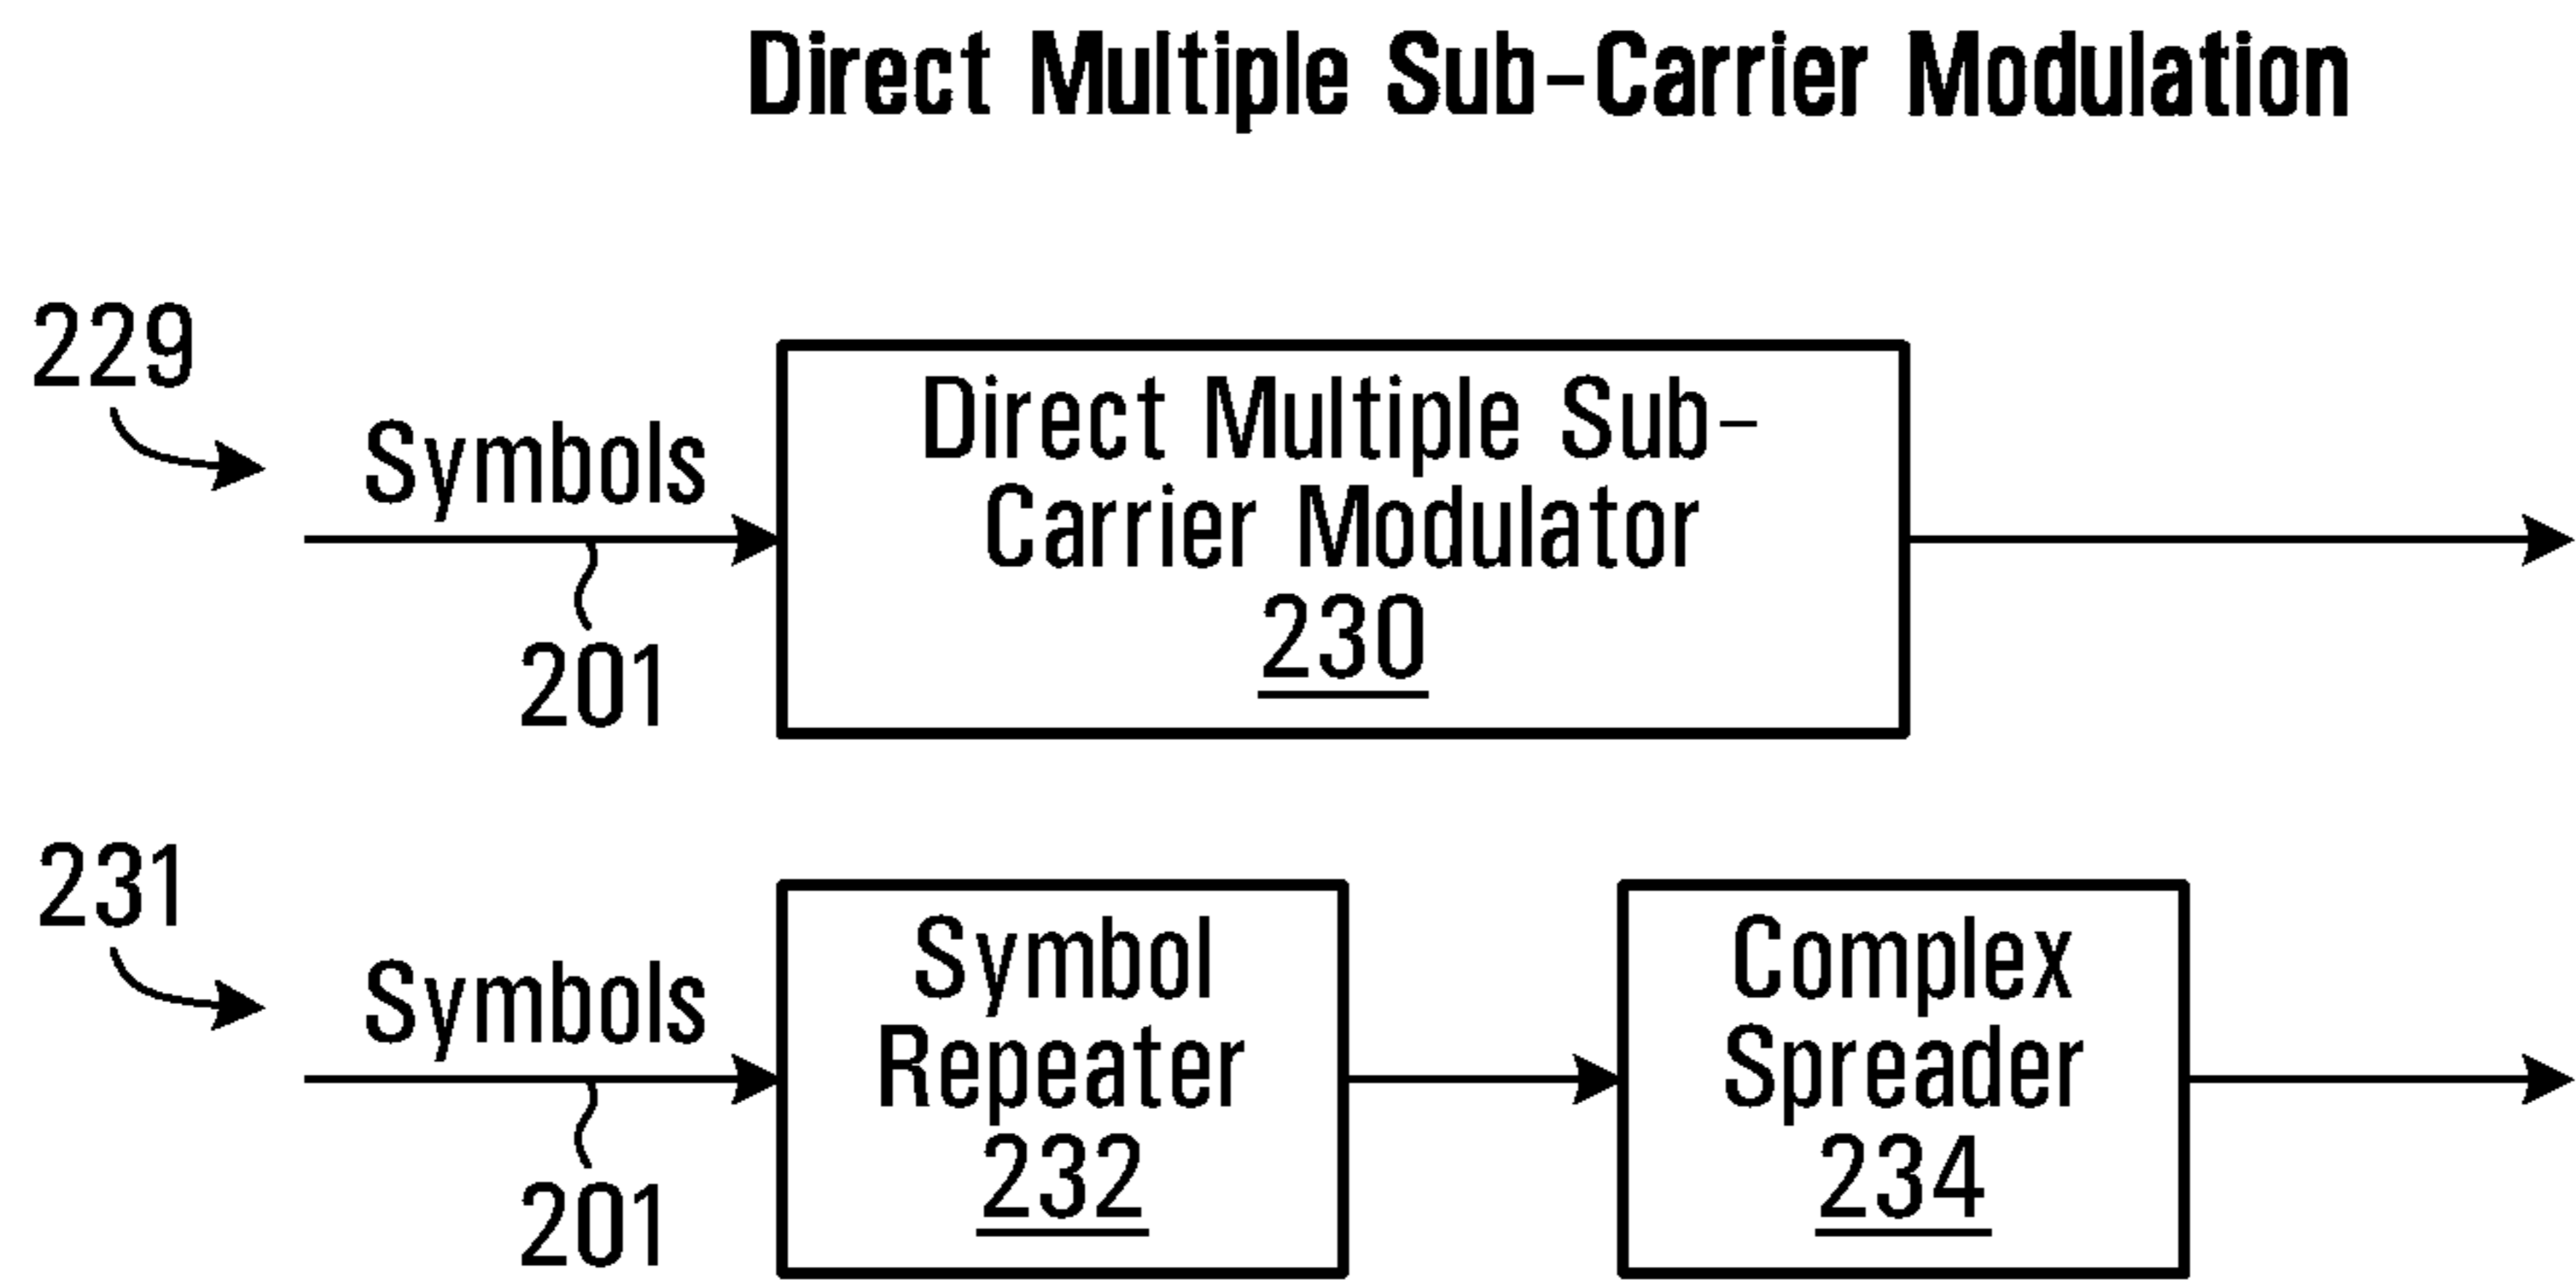 Direct Multiple Sub-Carrier Modulation
229
Symbols
201
Direct Multiple Sub-
Carrier Modulator
230
231
Symbols
201
Symbol
Repeater
232
Complex
Spreader
234